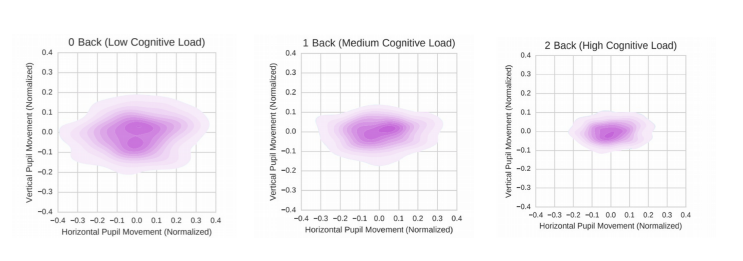 0 Back (Low Cognitive Load)
0.4
0.3
0.2
0.1
0.0
−0.1
−0.2
−0.3
−0.4
Vertical Pupil Movement (Normalized)
−0.4 −0.3 −0.2 −0.1 0.0 0.1 0.2 0.3 0.4
Horizontal Pupil Movement (Normalized)
1 Back (Medium Cognitive Load)
0.4
0.3
0.2
0.1
0.0
−0.1
−0.2
−0.3
−0.4
Vertical Pupil Movement (Normalized)
−0.4 −0.3 −0.2 −0.1 0.0 0.1 0.2 0.3 0.4
Horizontal Pupil Movement (Normalized)
2 Back (High Cognitive Load)
0.4
0.3
0.2
0.1
0.0
−0.1
−0.2
−0.3
−0.4
Vertical Pupil Movement (Normalized)
−0.4 −0.3 −0.2 −0.1 0.0 0.1 0.2 0.3 0.4
Horizontal Pupil Movement (Normalized)